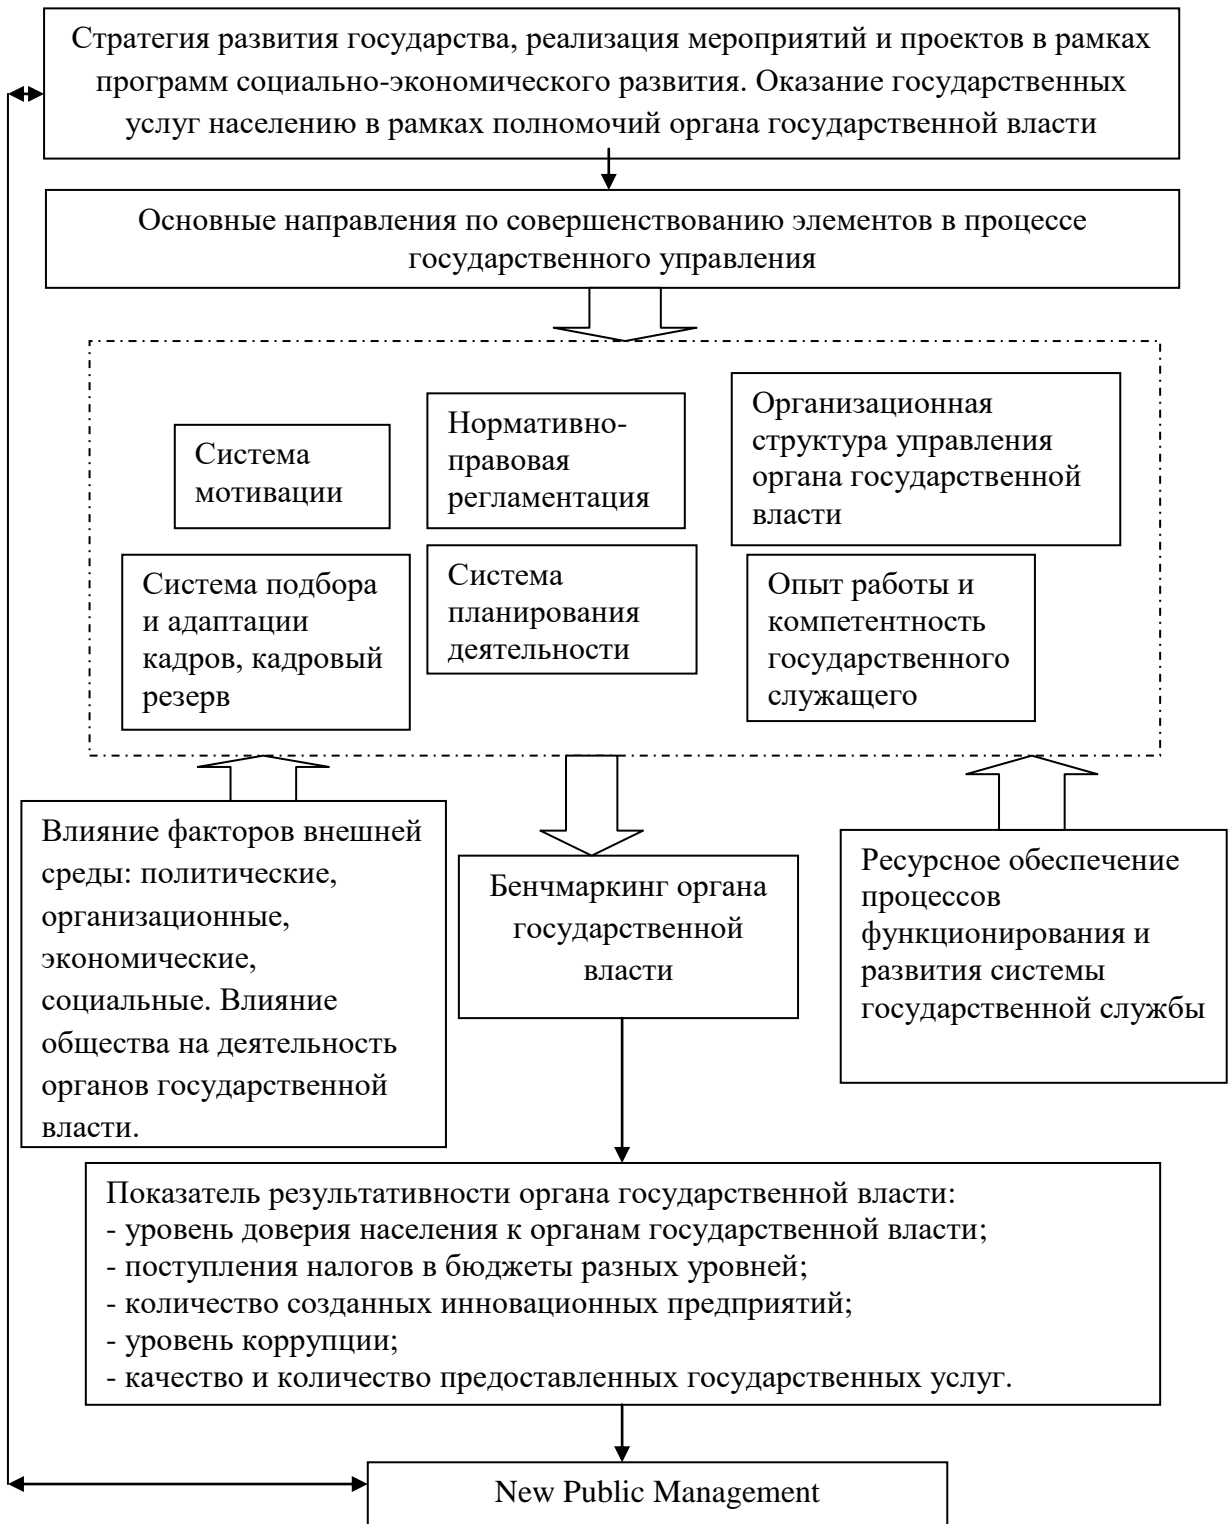 Стратегия развития государства, реализация мероприятий и проектов в рамках
программ социально-экономического развития. Оказание государственных
услуг населению в рамках полномочий органа государственной власти
Основные направления по совершенствованию элементов в процессе
государственного управления
Система
мотивации
Нормативно-
правовая
регламентация
Организационная
структура управления
органа государственной
власти
Система подбора
и адаптации
кадров, кадровый
резерв
Система
планирования
деятельности
Опыт работы и
компетентность
государственного
служащего
Влияние факторов внешней
среды: политические,
организационные,
экономические,
социальные. Влияние
общества на деятельность
органов государственной
власти.
Бенчмаркинг органа
государственной
власти
Ресурсное обеспечение
процессов
функционирования и
развития системы
государственной службы
Показатель результативности органа государственной власти:
- уровень доверия населения к органам государственной власти;
- поступления налогов в бюджеты разных уровней;
- количество созданных инновационных предприятий;
- уровень коррупции;
- качество и количество предоставленных государственных услуг.
New Public Management